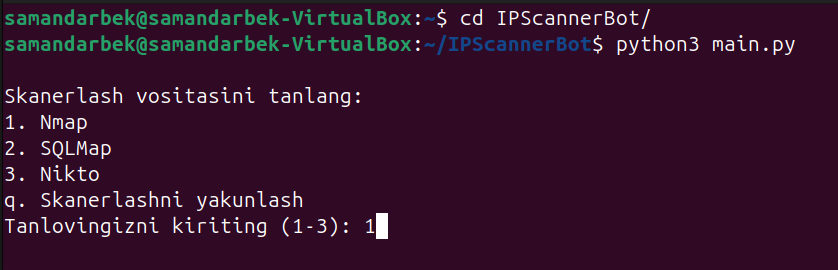 samandarbek@samandarbek-VirtualBox:~$ cd IPScannerBot/
samandarbek@samandarbek-VirtualBox:~/IPScannerBot$ python3 main.py
Skanerlash vositasini tanlang:
1. Nmap
2. SQLMap
3. Nikto
q. Skanerlashni yakunlash
Tanlovingizni kiriting (1-3): 1